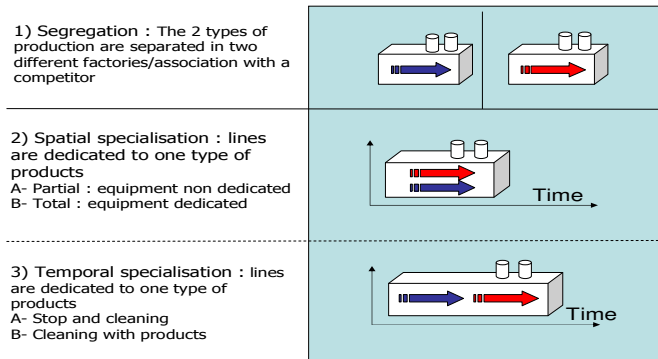 1) Segregation : The 2 types of
production are separated in two
different factories/association with a
competitor
2) Spatial specialisation : lines
are dedicated to one type of
products
A- Partial : equipment non dedicated
B- Total : equipment dedicated
Time
3) Temporal specialisation : lines
are dedicated to one type of
products
A- Stop and cleaning
B- Cleaning with products
Time